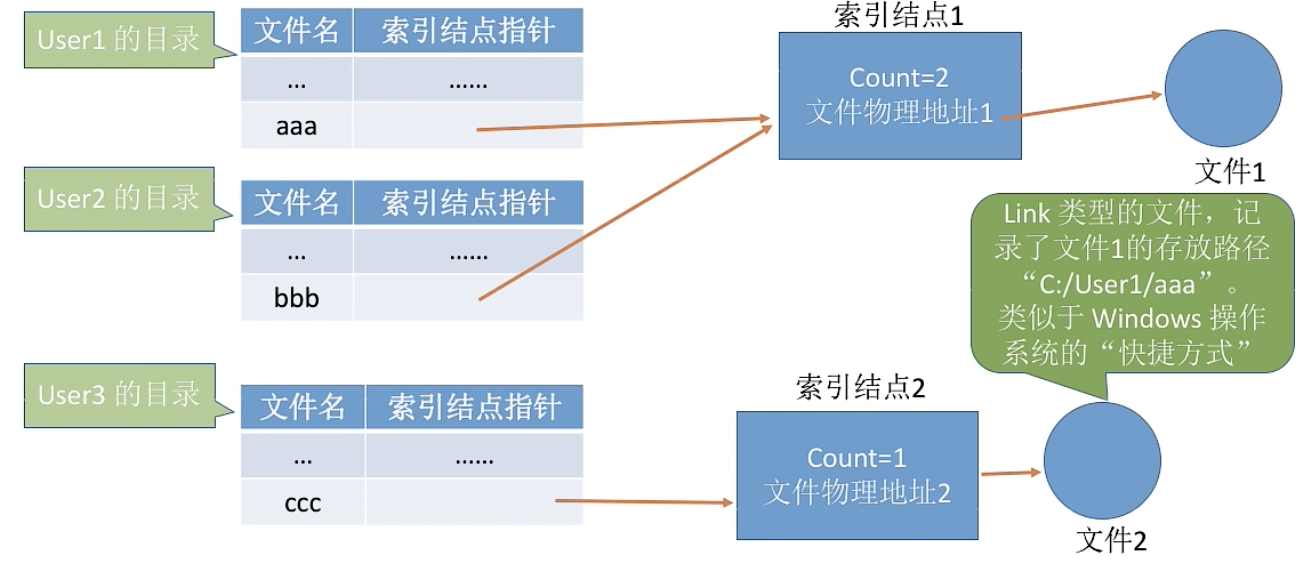 User1 的目录
文件名 索引结点指针
... ......
aaa
User2 的目录
文件名 索引结点指针
... ......
bbb
User3 的目录
文件名 索引结点指针
... ......
ccc
索引结点1
Count=2
文件物理地址1
文件1
Link 类型的文件，记
录了文件1的存放路径
“C:/User1/aaa”。
类似于 Windows 操作
系统的“快捷方式”
索引结点2
Count=1
文件物理地址2
文件2